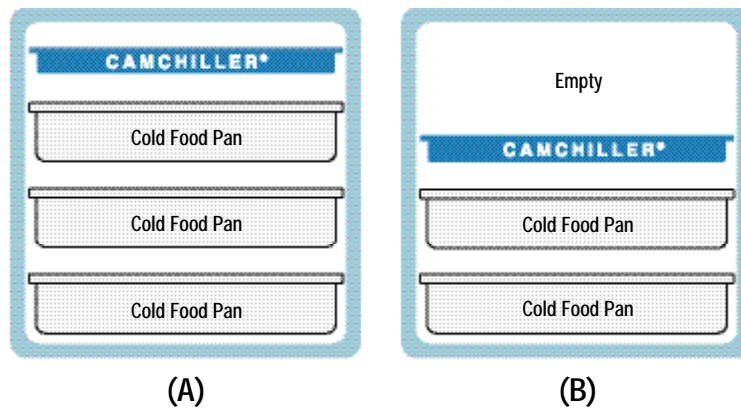 CAMCHILLER®
Cold Food Pan
Cold Food Pan
Cold Food Pan
(A)
Empty
CAMCHILLER®
Cold Food Pan
Cold Food Pan
(B)